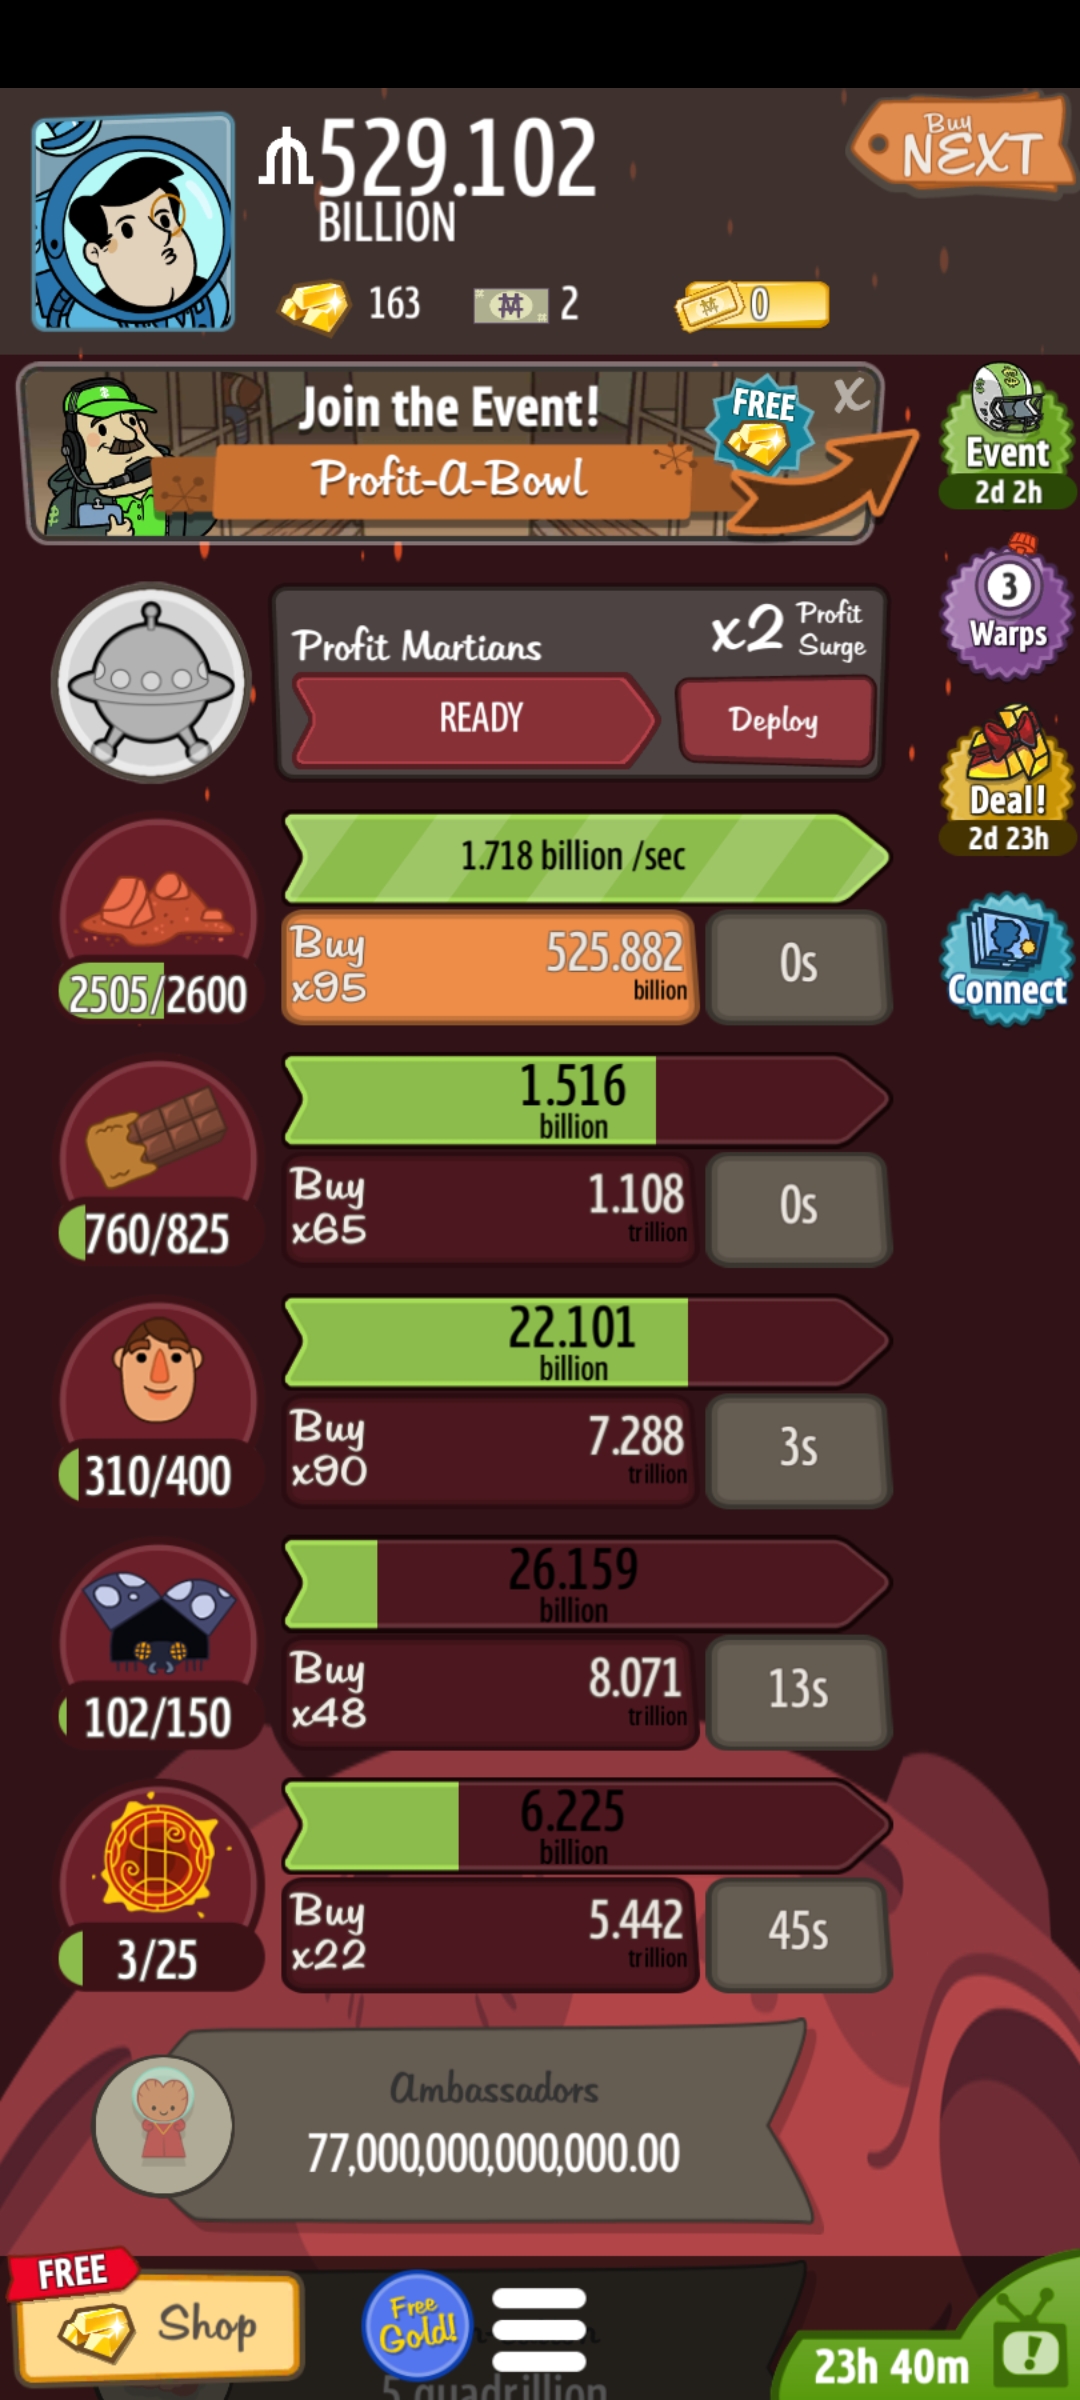 529.102
BILLION
Buy
NEXT
163
2
0
Join the Event!
Profit-A-Bowl
FREE
X
Event
2d 2h
3
Warps
Profit Martians
x2 Profit Surge
READY
Deploy
Deal!
2d 23h
1.718 billion /sec
Buy x95
525.882 billion
0s
2505/2600
Connect
1.516
billion
Buy x65
1.108 trillion
0s
760/825
22.101
billion
Buy x90
7.288 trillion
3s
310/400
26.159
billion
Buy x48
8.071 trillion
13s
102/150
6.225
billion
Buy x22
5.442 trillion
45s
3/25
Ambassadors
77,000,000,000,000.00
FREE
Shop
Free
Gold!
5 quadrillion
23h 40m